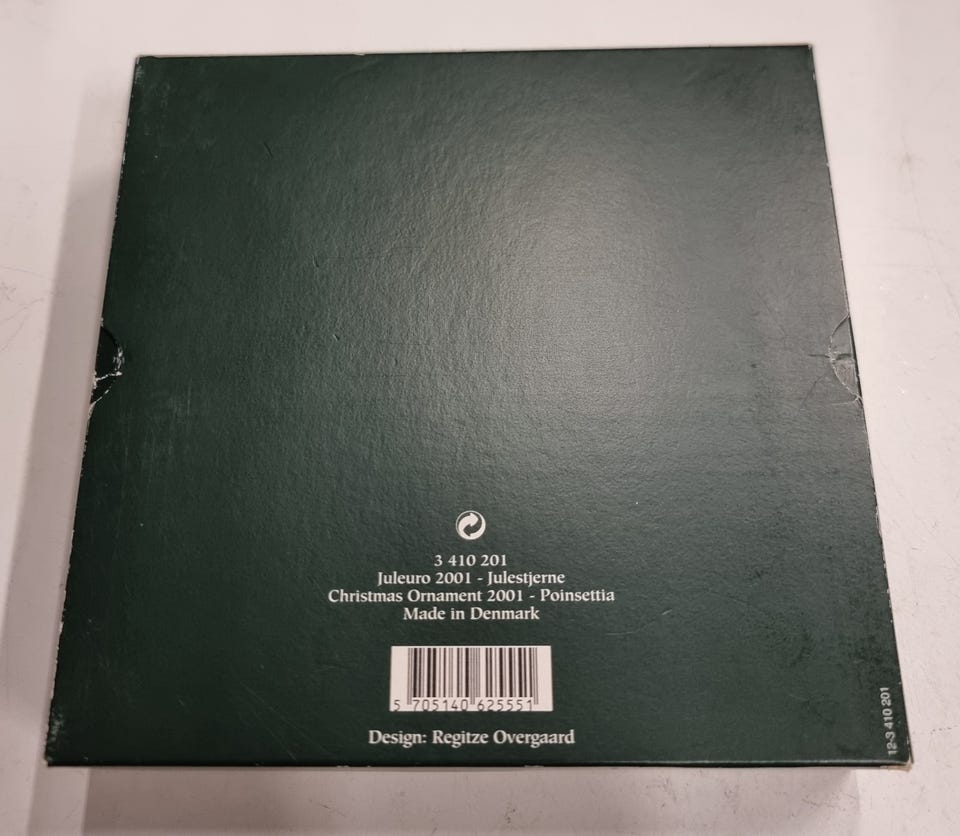 3 410 201
Juleuro 2001 - Julestjerne
Christmas Ornament 2001 - Poinsettia
Made in Denmark
5 705140 625551
Design: Regitze Overgaard
12-3 410 201